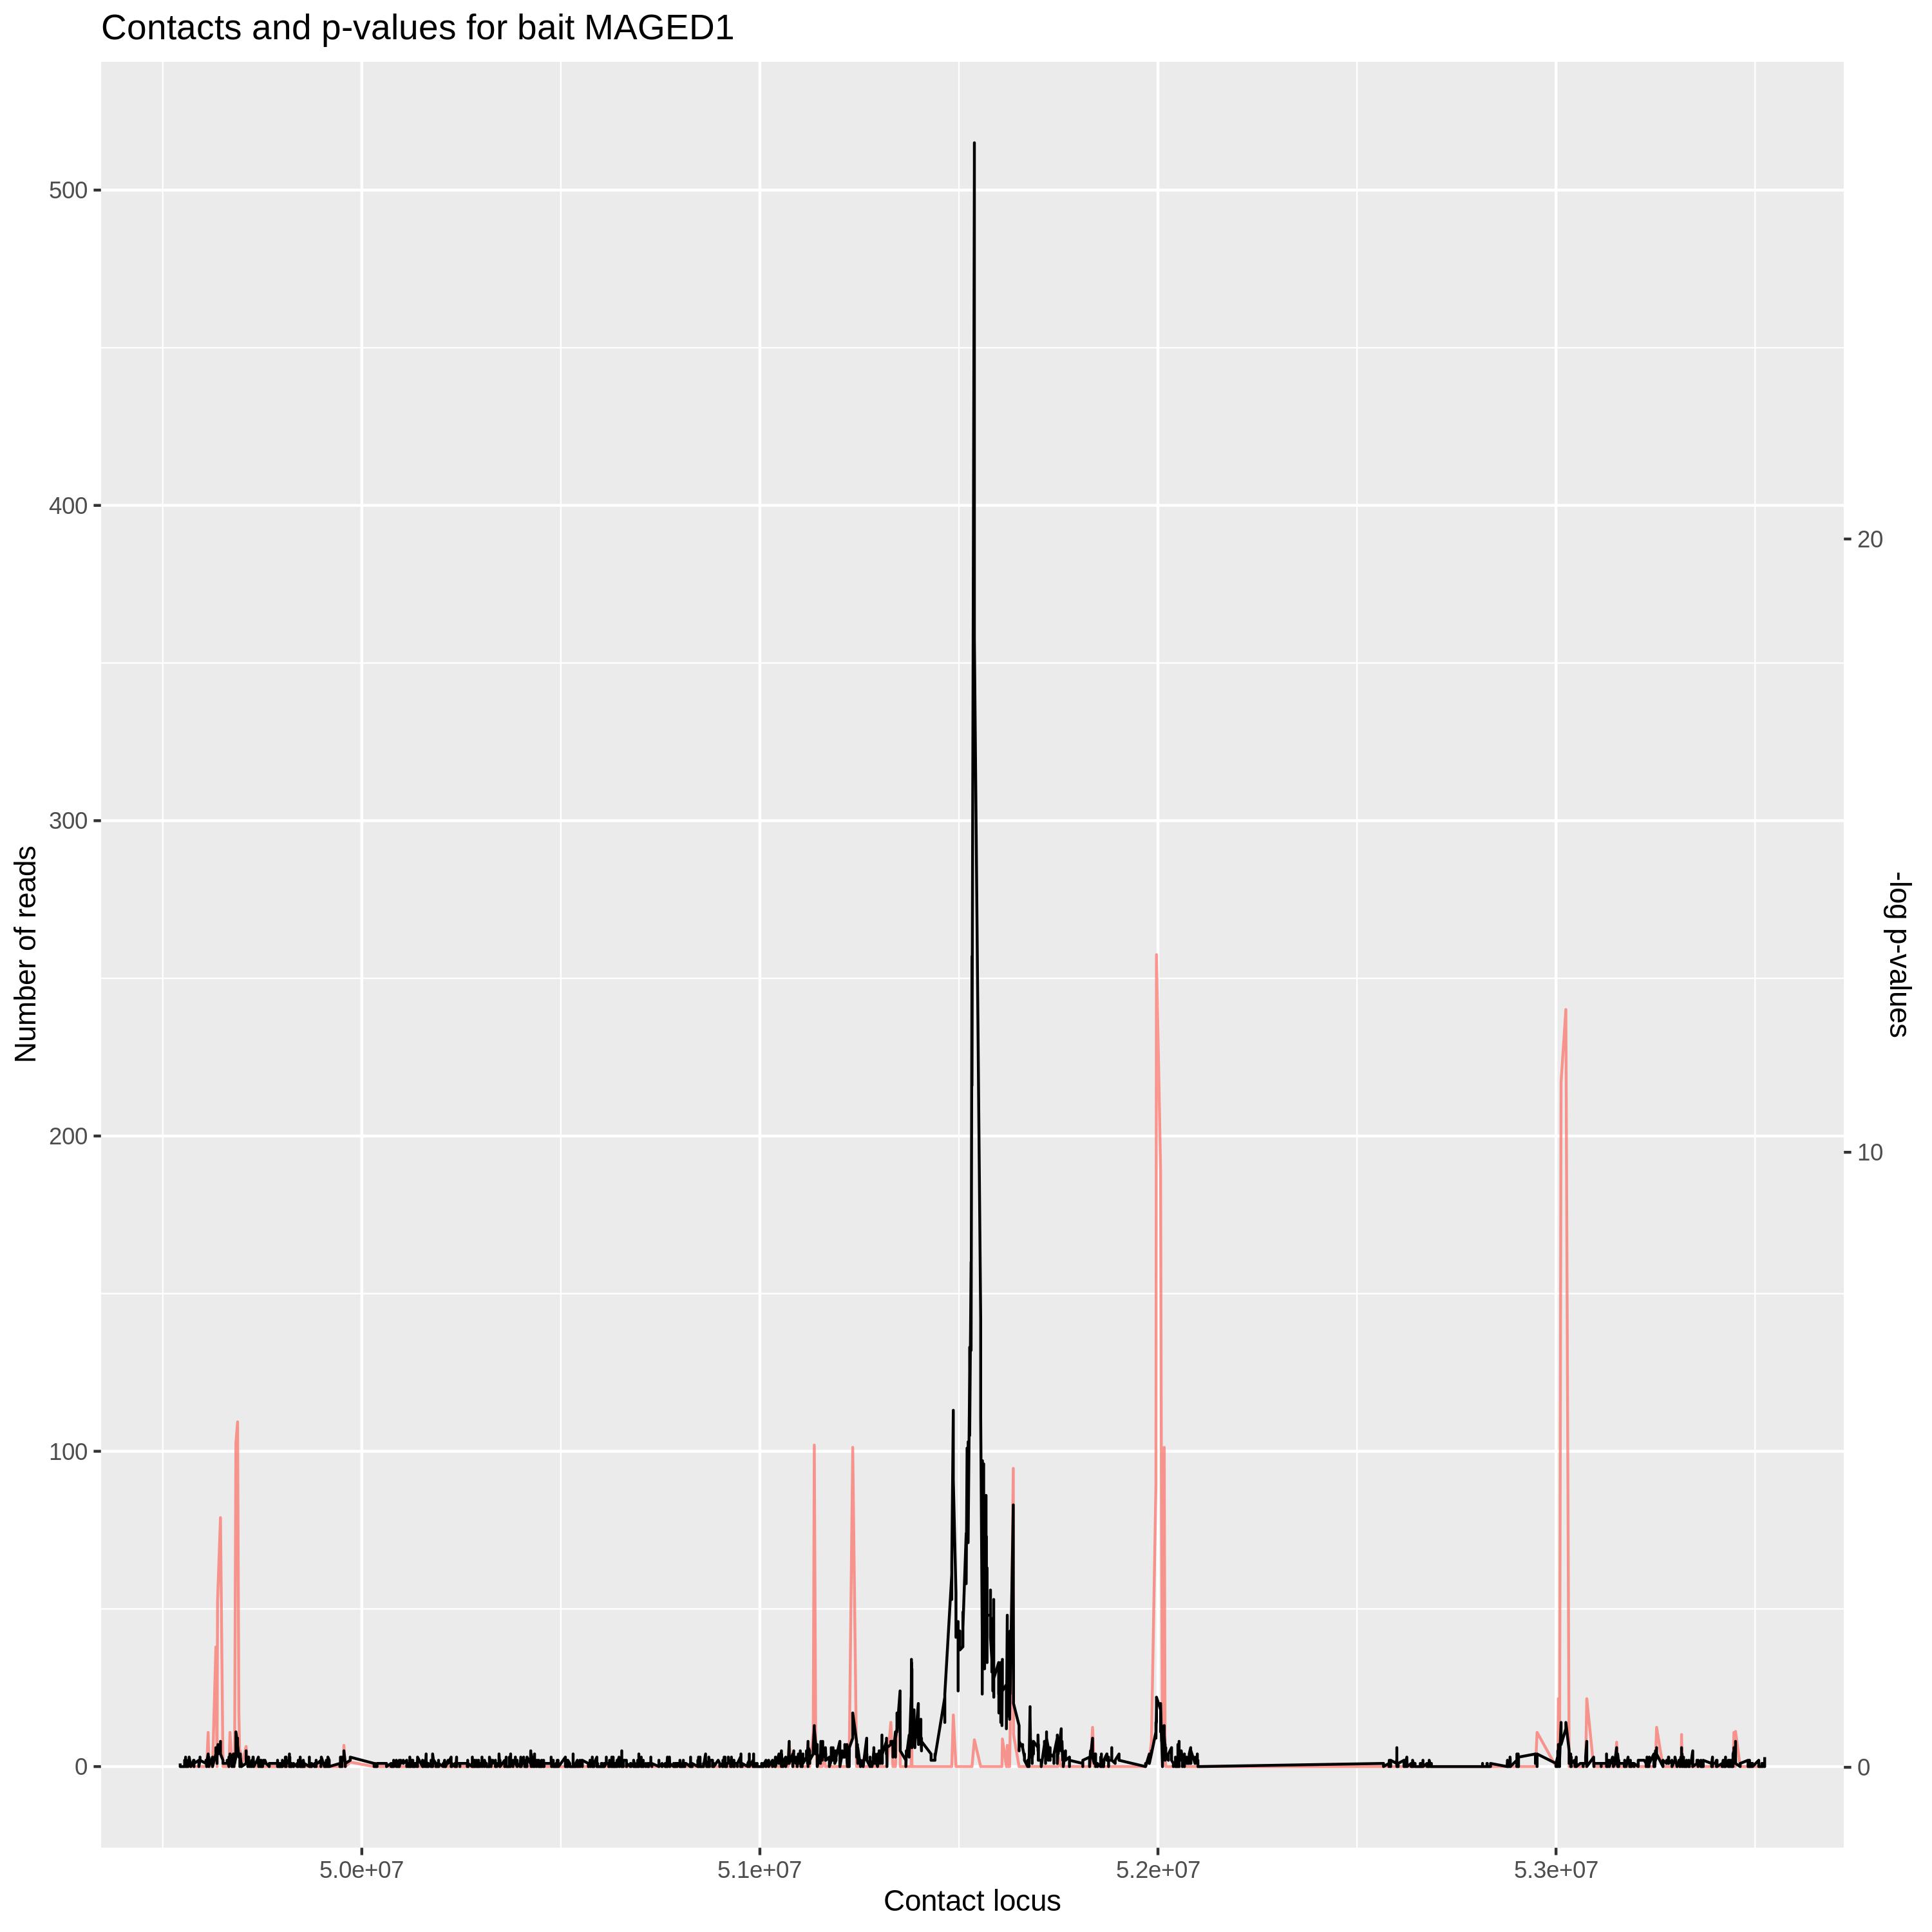 Contacts and p-values for bait MAGED1
500
400
300
200
100
0
Number of reads
20
10
0
-log p-values
5.0e+07
5.1e+07
5.2e+07
5.3e+07
Contact locus